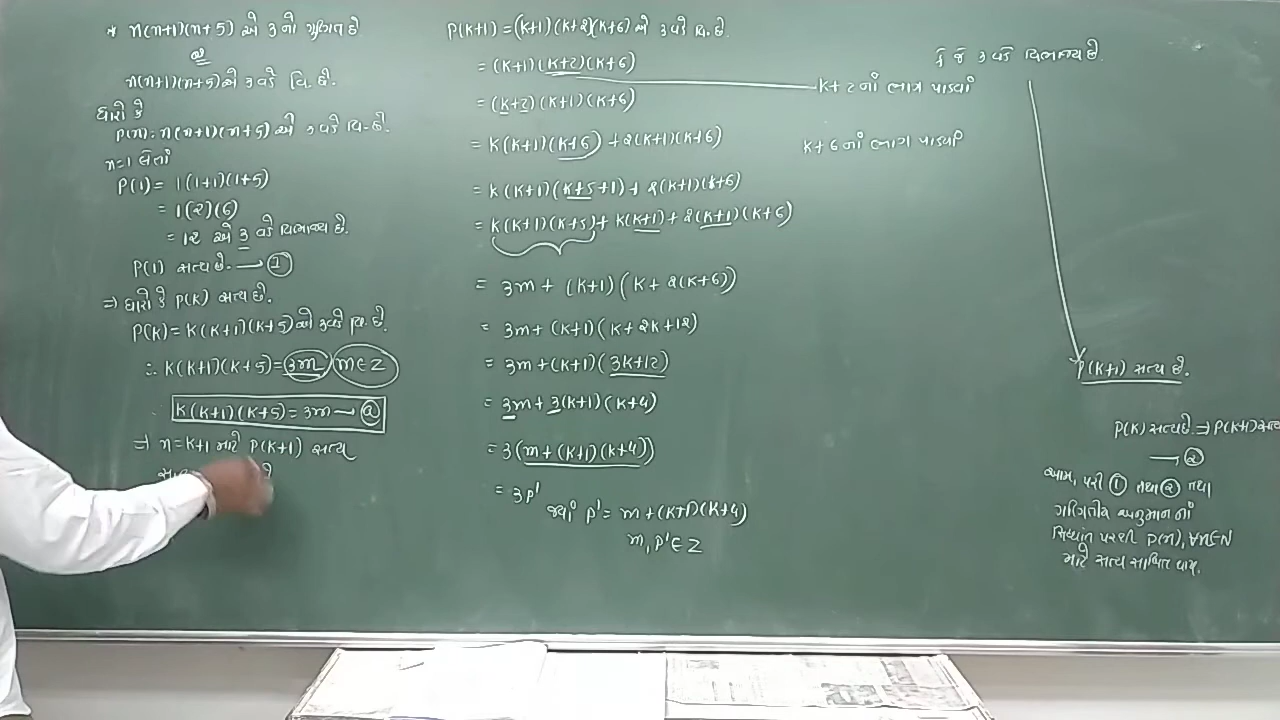 * n(n+1)(n+5) એ 3 નો ગુણિત છે
n(n+1)(n+5) એ 3 વડે વિ. છે.
ધારો કે
P(n): n(n+1)(n+5) એ 3 વડે વિ. છે.
n=1 લેતાં
P(1) = 1(1+1)(1+5)
= 1(2)(6)
= 12 એ 3 વડે વિભાજ્ય છે.
P(1) સત્ય છે. → ①
⇒ ધારો કે P(k) સત્ય છે.
P(k) = k(k+1)(k+5) એ 3 વડે વિ. છે.
∴ k(k+1)(k+5) = 3m, m∈Z
k(k+1)(k+5) = 3m → ⓐ
⇒ n=k+1 માટે P(k+1) સત્ય
P(k+1) = (k+1)(k+2)(k+6) એ 3 વડે વિ. છે.
= (k+1)(k+2)(k+6)
= (k+2)(k+1)(k+6)
= k(k+1)(k+6) + 2(k+1)(k+6)
= k(k+1)(k+5+1) + 2(k+1)(k+6)
= k(k+1)(k+5) + k(k+1) + 2(k+1)(k+6)
= 3m + (k+1)(k + 2(k+6))
= 3m + (k+1)(k + 2k+12)
= 3m + (k+1)(3k+12)
= 3m + 3(k+1)(k+4)
= 3(m + (k+1)(k+4))
= 3p'
જ્યાં p' = m + (k+1)(k+4)
m, p' ∈ Z
k+2 નાં ભાગ પાડ્યાં
k+6 નાં ભાગ પાડ્યાં
જે 3 વડે વિભાજ્ય છે.
P(k+1) સત્ય છે.
P(k) સત્ય છે ⇒ P(k+1) સત્ય
→ ②
આમ, પરી ① તથા ② તથા
ગાણિતીક અનુમાન નાં
સિધ્ધાંત પરથી P(n), ∀n∈N
માટે સત્ય સાબિત થાય.